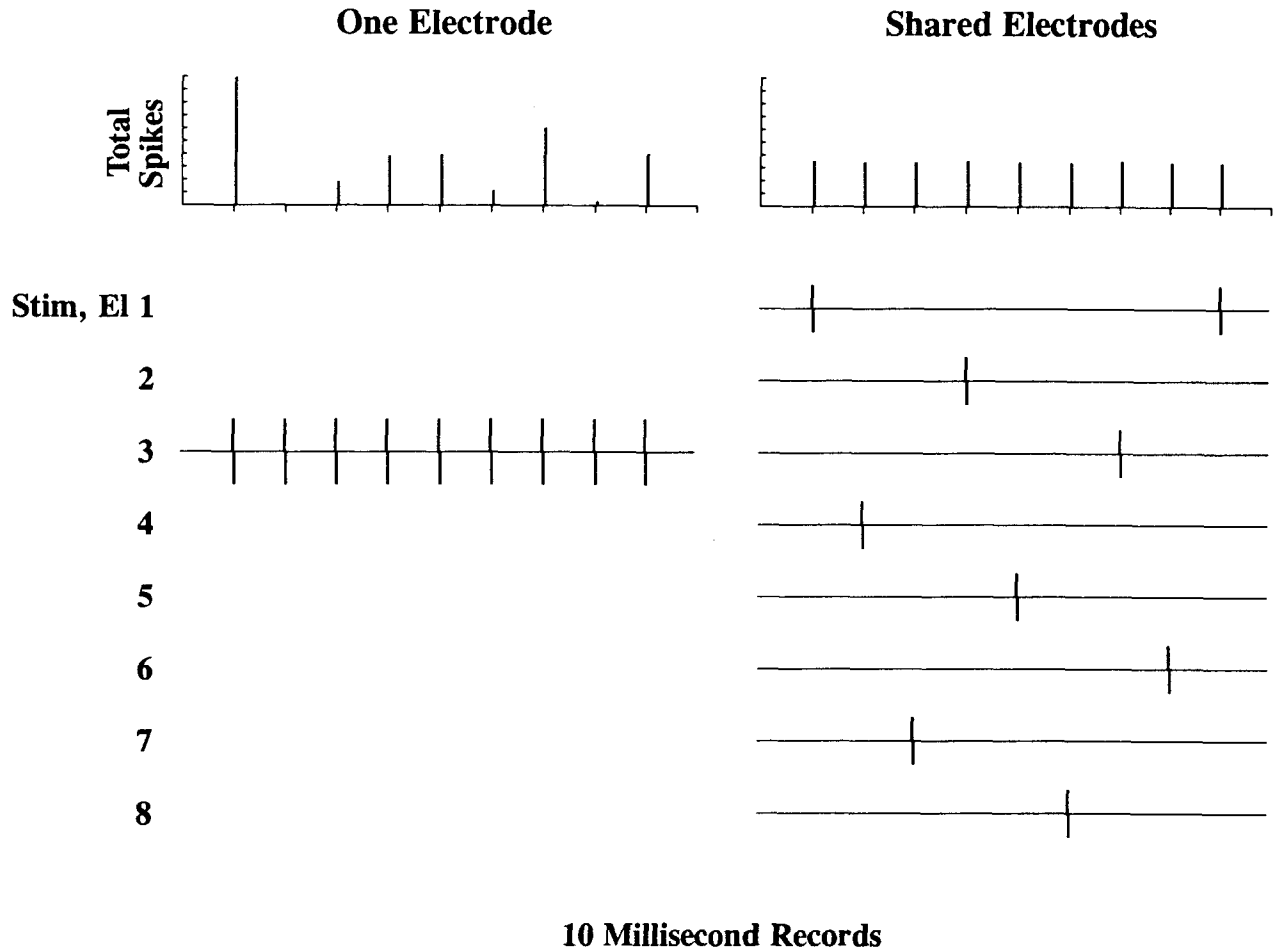 One Electrode
Shared Electrodes
Total
Spikes
Stim, El 1
2
3
4
5
6
7
8
10 Millisecond Records